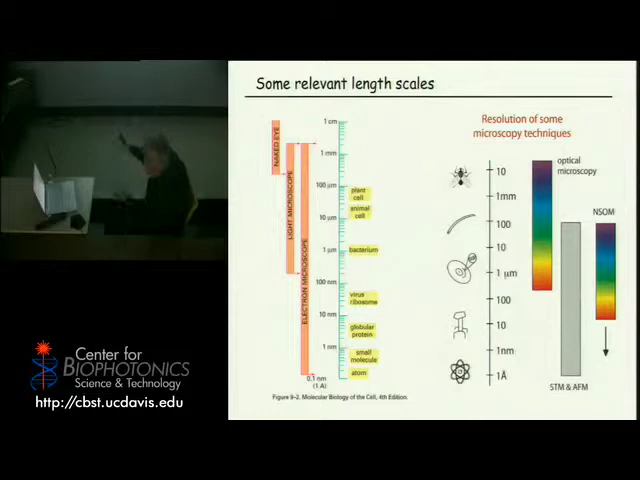 Some relevant length scales
NAKED EYE
LIGHT MICROSCOPE
ELECTRON MICROSCOPE
1 cm
1 mm
100 μm
10 μm
1 μm
100 nm
10 nm
1 nm
0.1 nm
(1 Å)
plant
cell
animal
cell
bacterium
virus
ribosome
globular
protein
small
molecule
atom
Figure 9-2. Molecular Biology of the Cell, 4th Edition.
Resolution of some
microscopy techniques
10
1mm
100
10
1 μm
100
10
1nm
1Å
optical
microscopy
NSOM
STM & AFM
Center for
BIOPHOTONICS
Science & Technology
http://cbst.ucdavis.edu